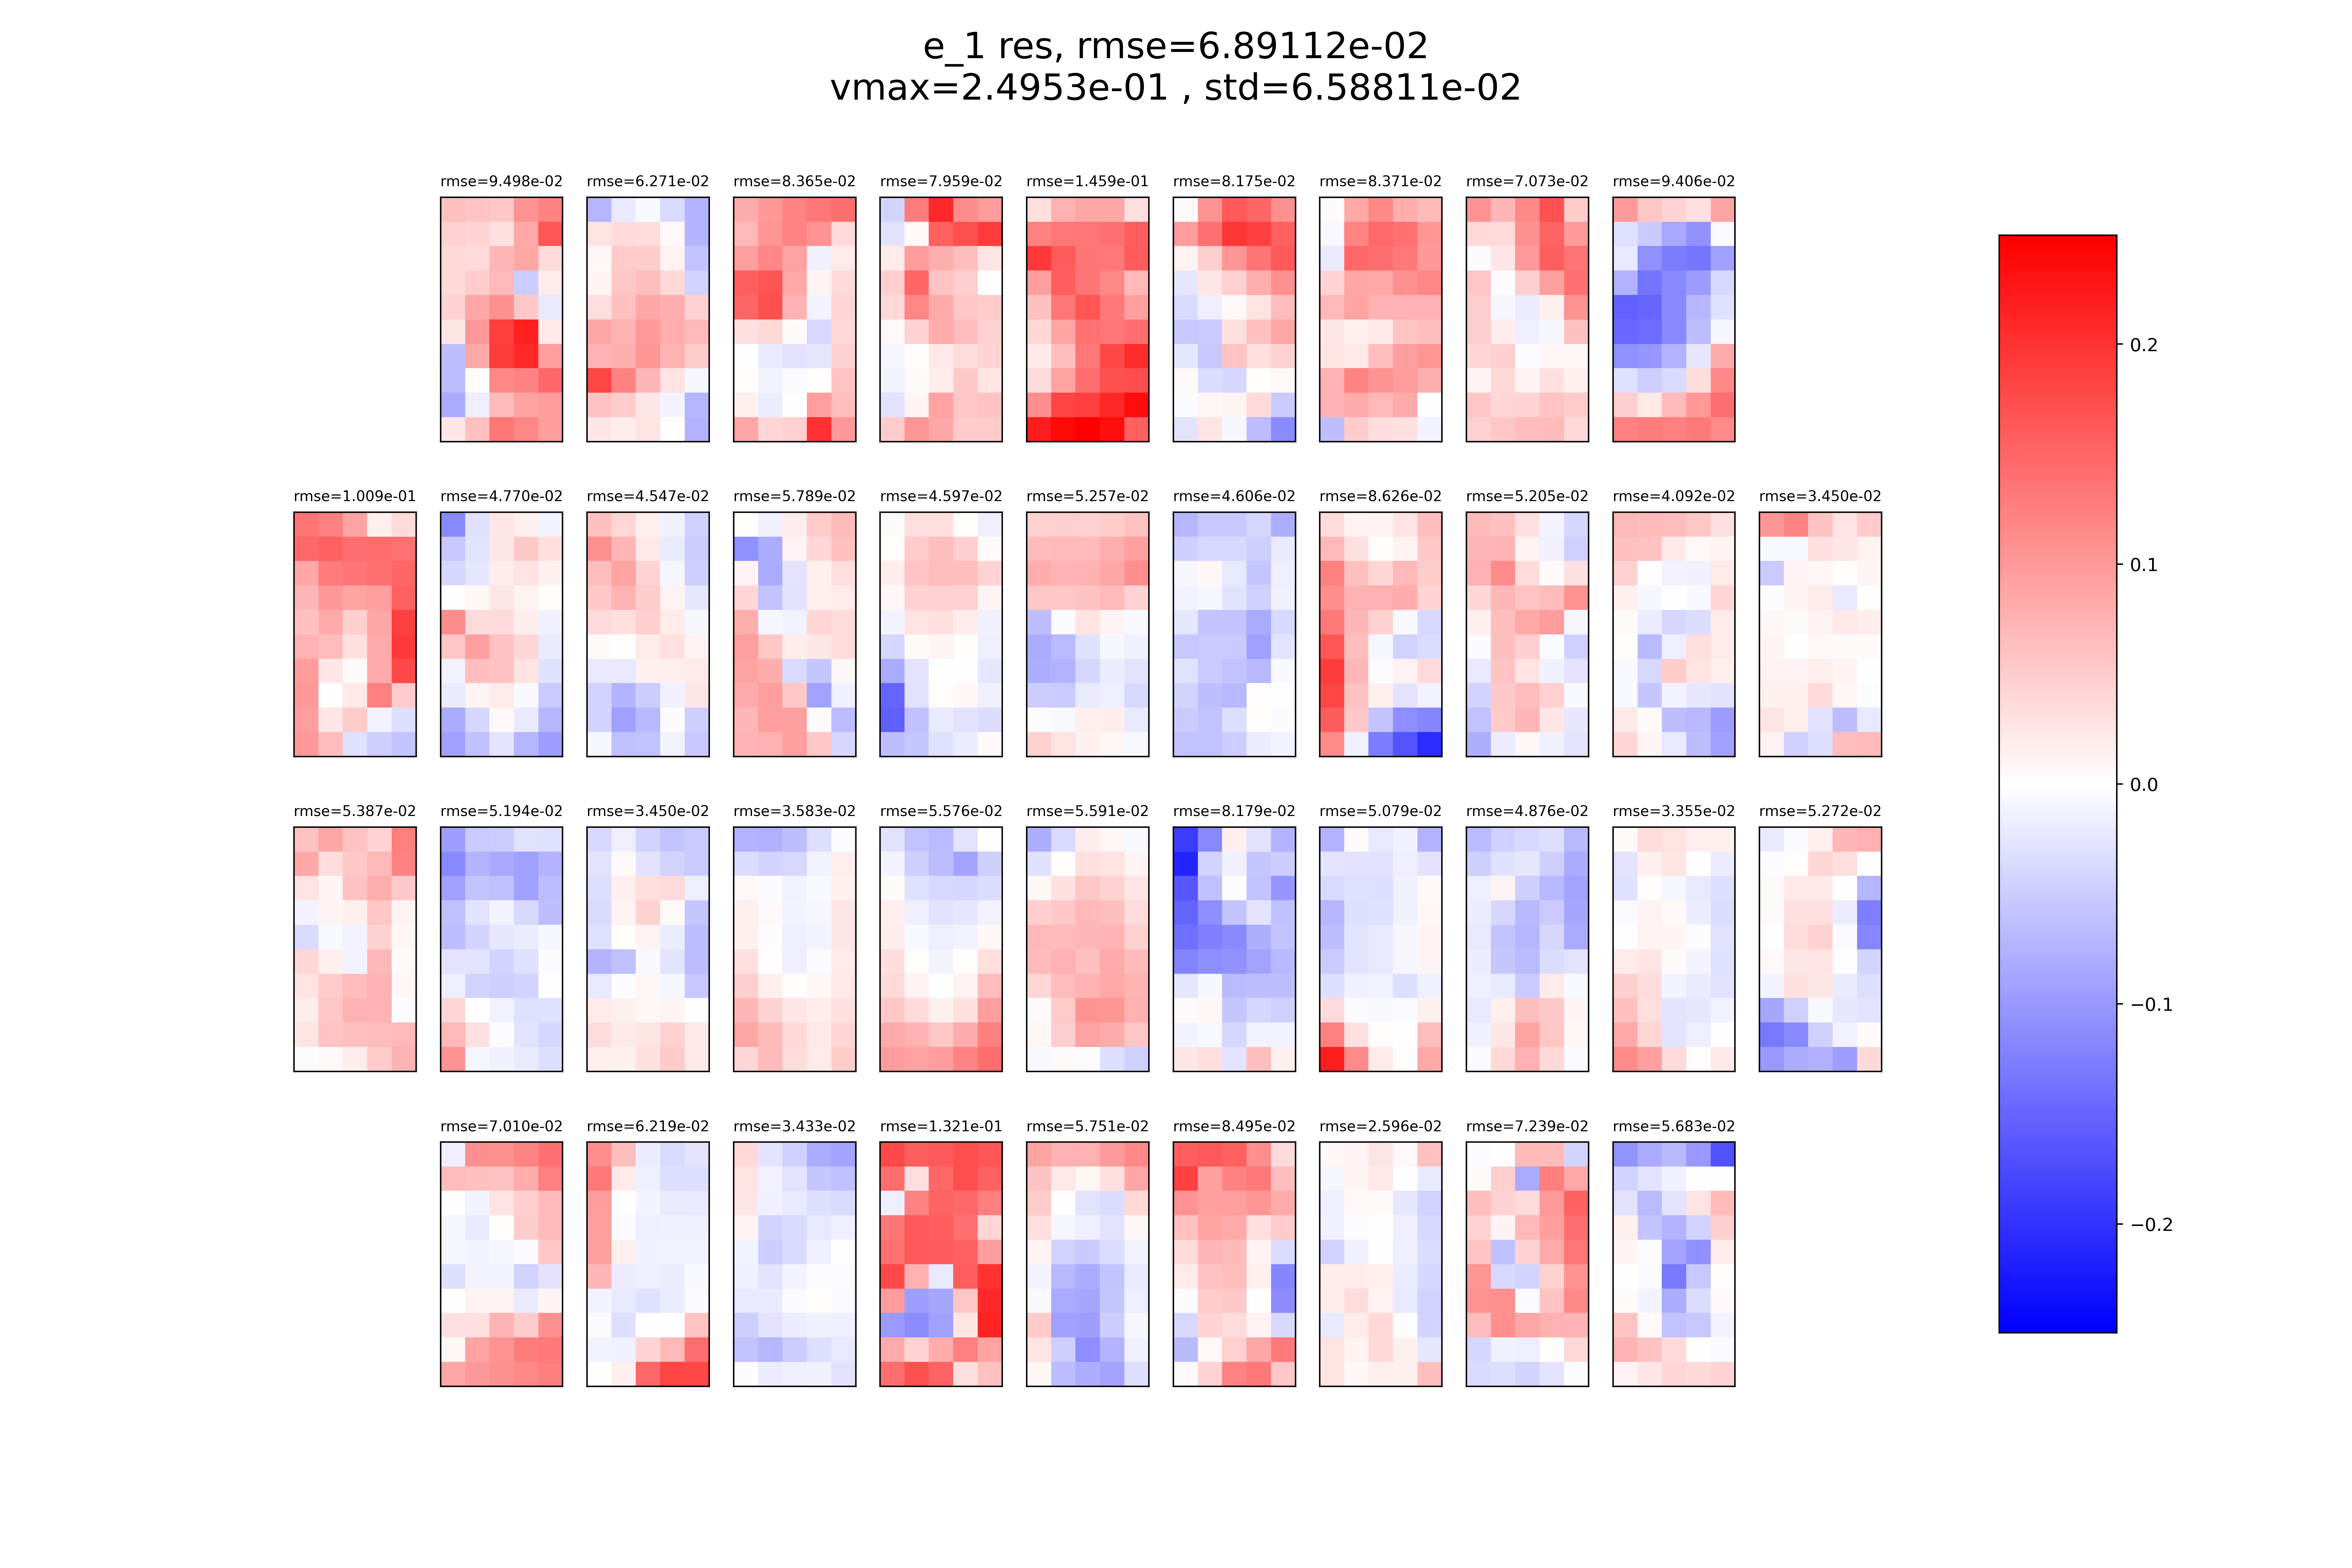 e_1 res, rmse=6.89112e-02
vmax=2.4953e-01 , std=6.58811e-02
rmse=9.498e-02 rmse=6.271e-02 rmse=8.365e-02 rmse=7.959e-02 rmse=1.459e-01 rmse=8.175e-02 rmse=8.371e-02 rmse=7.073e-02 rmse=9.406e-02
rmse=1.009e-01 rmse=4.770e-02 rmse=4.547e-02 rmse=5.789e-02 rmse=4.597e-02 rmse=5.257e-02 rmse=4.606e-02 rmse=8.626e-02 rmse=5.205e-02 rmse=4.092e-02 rmse=3.450e-02
rmse=5.387e-02 rmse=5.194e-02 rmse=3.450e-02 rmse=3.583e-02 rmse=5.576e-02 rmse=5.591e-02 rmse=8.179e-02 rmse=5.079e-02 rmse=4.876e-02 rmse=3.355e-02 rmse=5.272e-02
rmse=7.010e-02 rmse=6.219e-02 rmse=3.433e-02 rmse=1.321e-01 rmse=5.751e-02 rmse=8.495e-02 rmse=2.596e-02 rmse=7.239e-02 rmse=5.683e-02
0.2
0.1
0.0
−0.1
−0.2